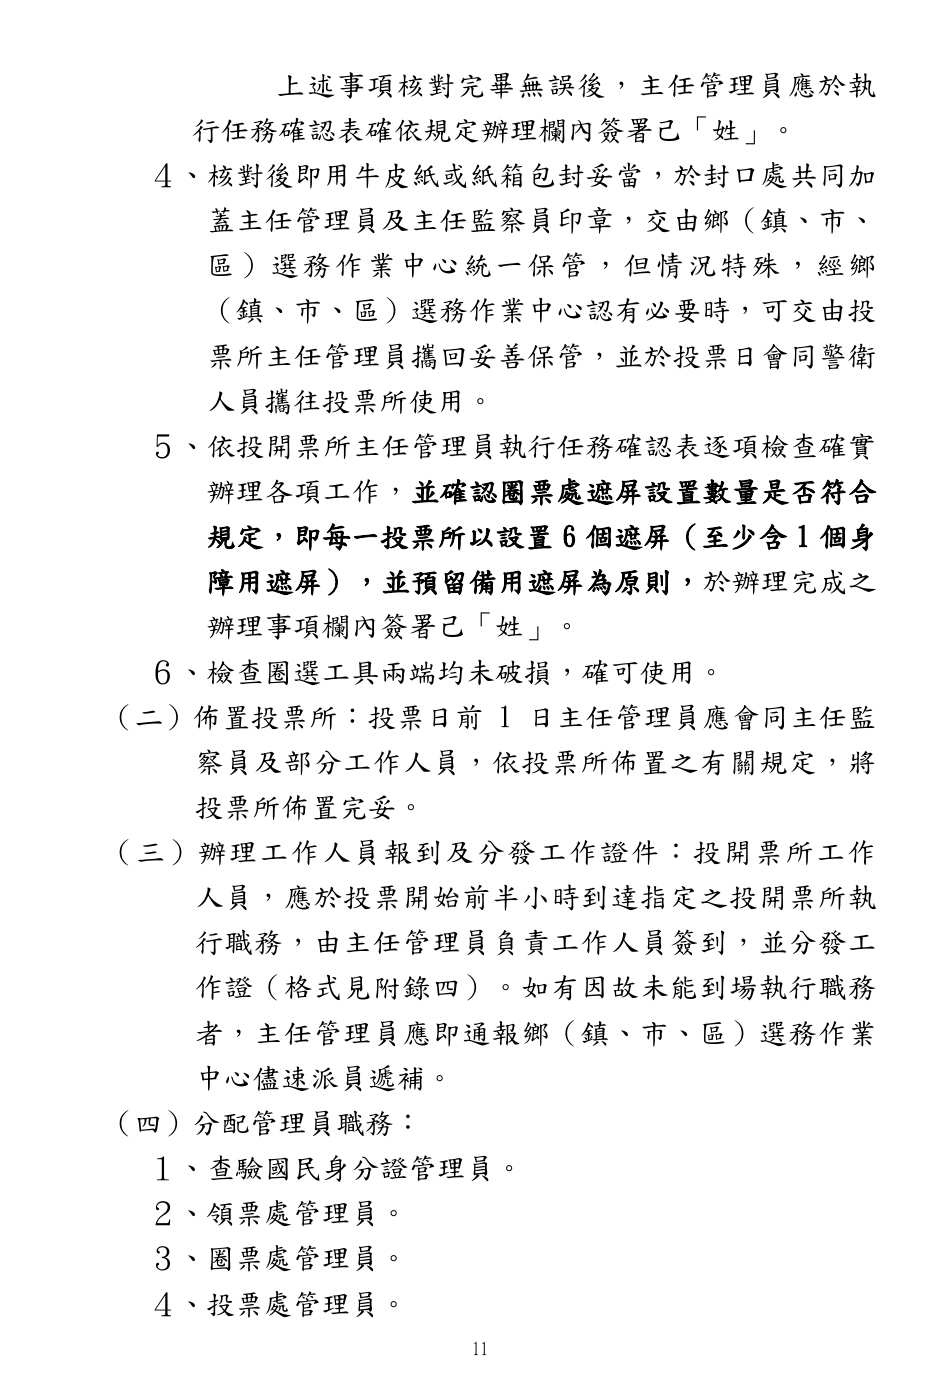 上述事項核對完畢無誤後，主任管理員應於執
行任務確認表確依規定辦理欄內簽署己「姓」。
４、核對後即用牛皮紙或紙箱包封妥當，於封口處共同加
蓋主任管理員及主任監察員印章，交由鄉（鎮、市、
區）選務作業中心統一保管，但情況特殊，經鄉
（鎮、市、區）選務作業中心認有必要時，可交由投
票所主任管理員攜回妥善保管，並於投票日會同警衛
人員攜往投票所使用。
５、依投開票所主任管理員執行任務確認表逐項檢查確實
辦理各項工作，並確認圈票處遮屏設置數量是否符合
規定，即每一投票所以設置 6 個遮屏（至少含 1 個身
障用遮屏），並預留備用遮屏為原則，於辦理完成之
辦理事項欄內簽署己「姓」。
６、檢查圈選工具兩端均未破損，確可使用。
（二）佈置投票所：投票日前 1 日主任管理員應會同主任監
察員及部分工作人員，依投票所佈置之有關規定，將
投票所佈置完妥。
（三）辦理工作人員報到及分發工作證件：投開票所工作
人員，應於投票開始前半小時到達指定之投開票所執
行職務，由主任管理員負責工作人員簽到，並分發工
作證（格式見附錄四）。如有因故未能到場執行職務
者，主任管理員應即通報鄉（鎮、市、區）選務作業
中心儘速派員遞補。
（四）分配管理員職務：
１、查驗國民身分證管理員。
２、領票處管理員。
３、圈票處管理員。
４、投票處管理員。
11